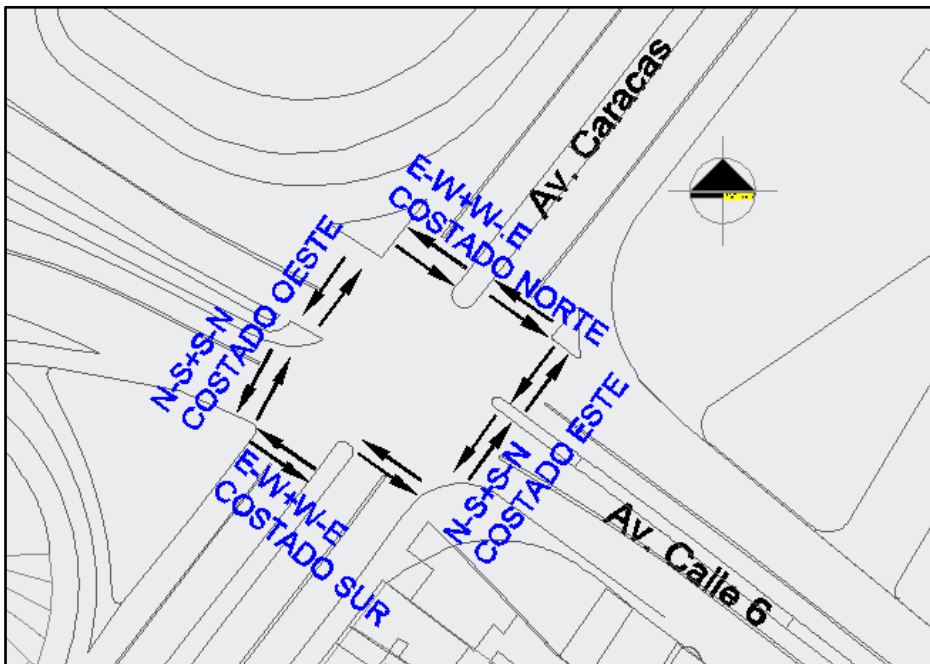 Av. Caracas
E-W+W-.E
COSTADO NORTE
N-S+S-N
COSTADO OESTE
N-S+S-N
COSTADO ESTE
E-W+W-E
COSTADO SUR
Av. Calle 6